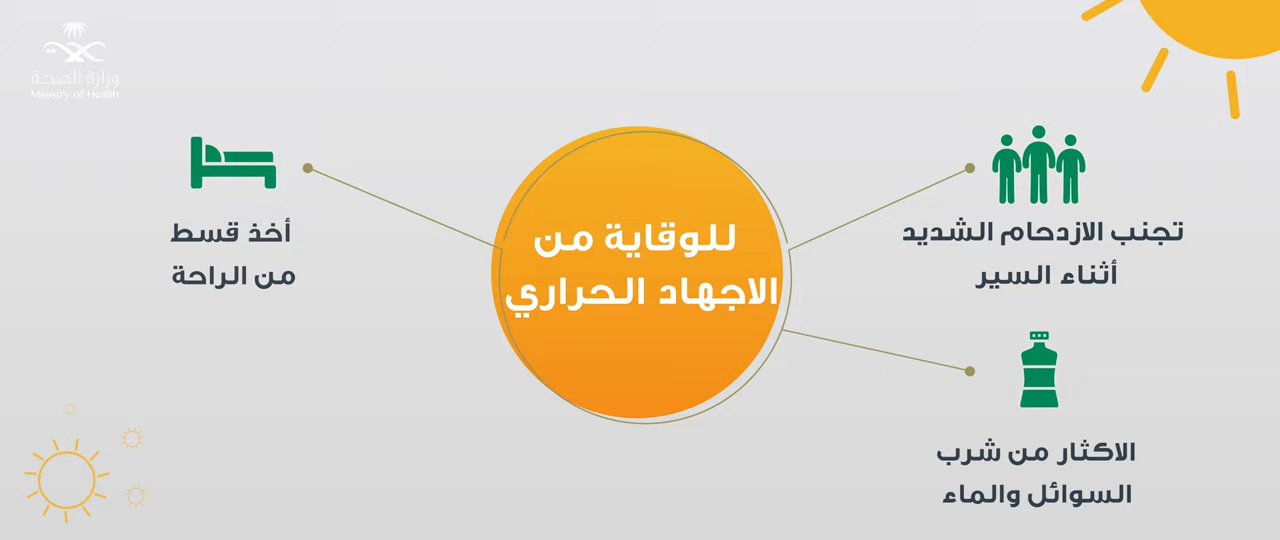 وزارة الصحة
Ministry of Health
للوقاية من
الاجهاد الحراري
تجنب الازدحام الشديد
أثناء السير
الاكثار من شرب
السوائل والماء
أخذ قسط
من الراحة